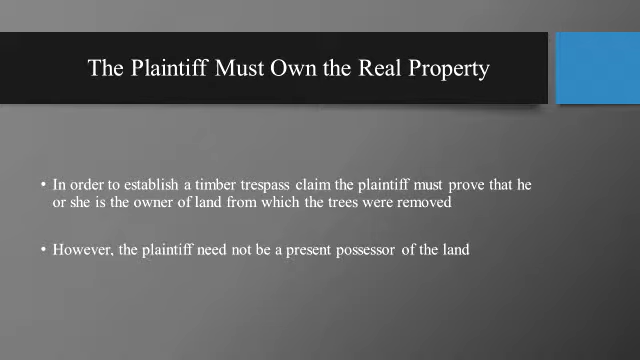 The Plaintiff Must Own the Real Property
• In order to establish a timber trespass claim the plaintiff must prove that he
or she is the owner of land from which the trees were removed
• However, the plaintiff need not be a present possessor of the land